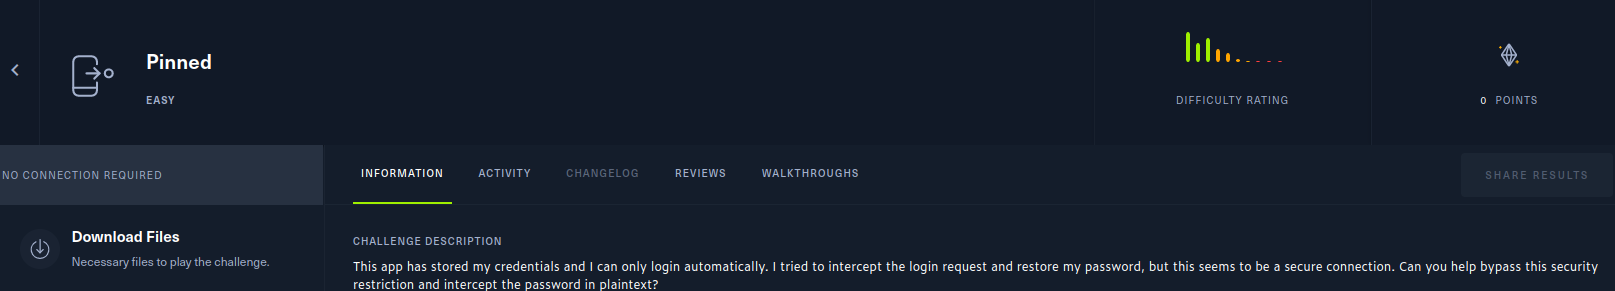 Pinned
EASY
DIFFICULTY RATING
0 POINTS
NO CONNECTION REQUIRED
INFORMATION
ACTIVITY
CHANGELOG
REVIEWS
WALKTHROUGHS
SHARE RESULTS
Download Files
Necessary files to play the challenge.
CHALLENGE DESCRIPTION
This app has stored my credentials and I can only login automatically. I tried to intercept the login request and restore my password, but this seems to be a secure connection. Can you help bypass this security
restriction and intercept the password in plaintext?